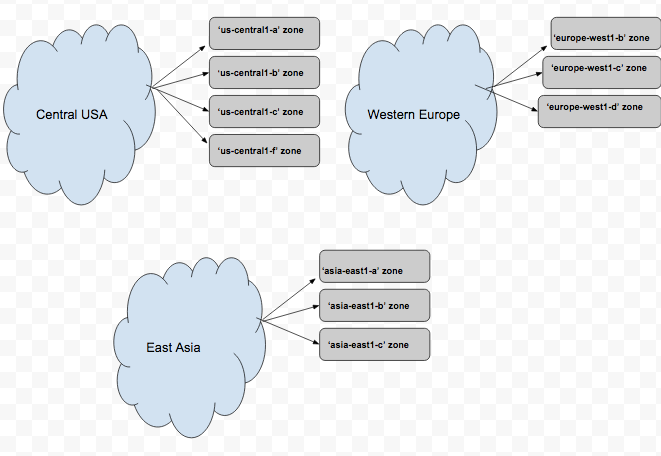 Central USA
‘us-central1-a’ zone
‘us-central1-b’ zone
‘us-central1-c’ zone
‘us-central1-f’ zone
Western Europe
‘europe-west1-b’ zone
‘europe-west1-c’ zone
‘europe-west1-d’ zone
East Asia
‘asia-east1-a’ zone
‘asia-east1-b’ zone
‘asia-east1-c’ zone